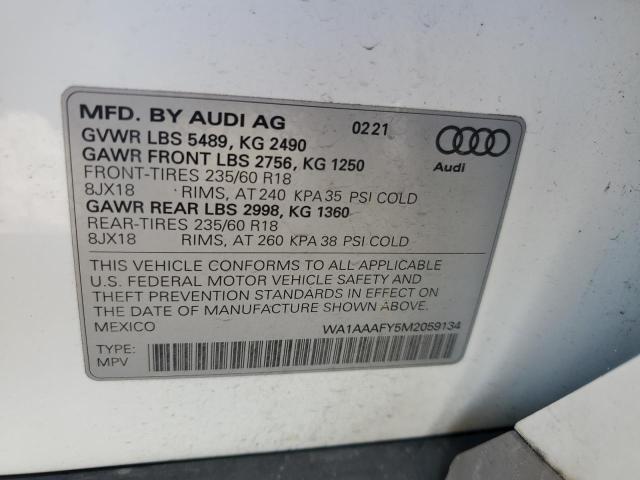 MFD. BY AUDI AG 0221
GVWR LBS 5489, KG 2490
GAWR FRONT LBS 2756, KG 1250
Audi
FRONT-TIRES 235/60 R18
8JX18 RIMS, AT 240 KPA 35 PSI COLD
GAWR REAR LBS 2998, KG 1360
REAR-TIRES 235/60 R18
8JX18 RIMS, AT 260 KPA 38 PSI COLD
THIS VEHICLE CONFORMS TO ALL APPLICABLE
U.S. FEDERAL MOTOR VEHICLE SAFETY AND
THEFT PREVENTION STANDARDS IN EFFECT ON
THE DATE OF MANUFACTURE SHOWN ABOVE.
MEXICO WA1AAAFY5M2059134
TYPE:
MPV